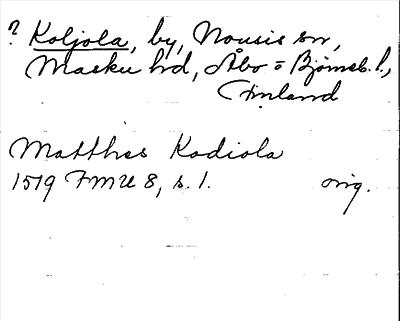 ? Koljola, by, Nousis sn,
Masku hd, Åbo = Björneb. l.,
Finland
Matthes Kodiola
1519 FMU 8, s. 1. orig.